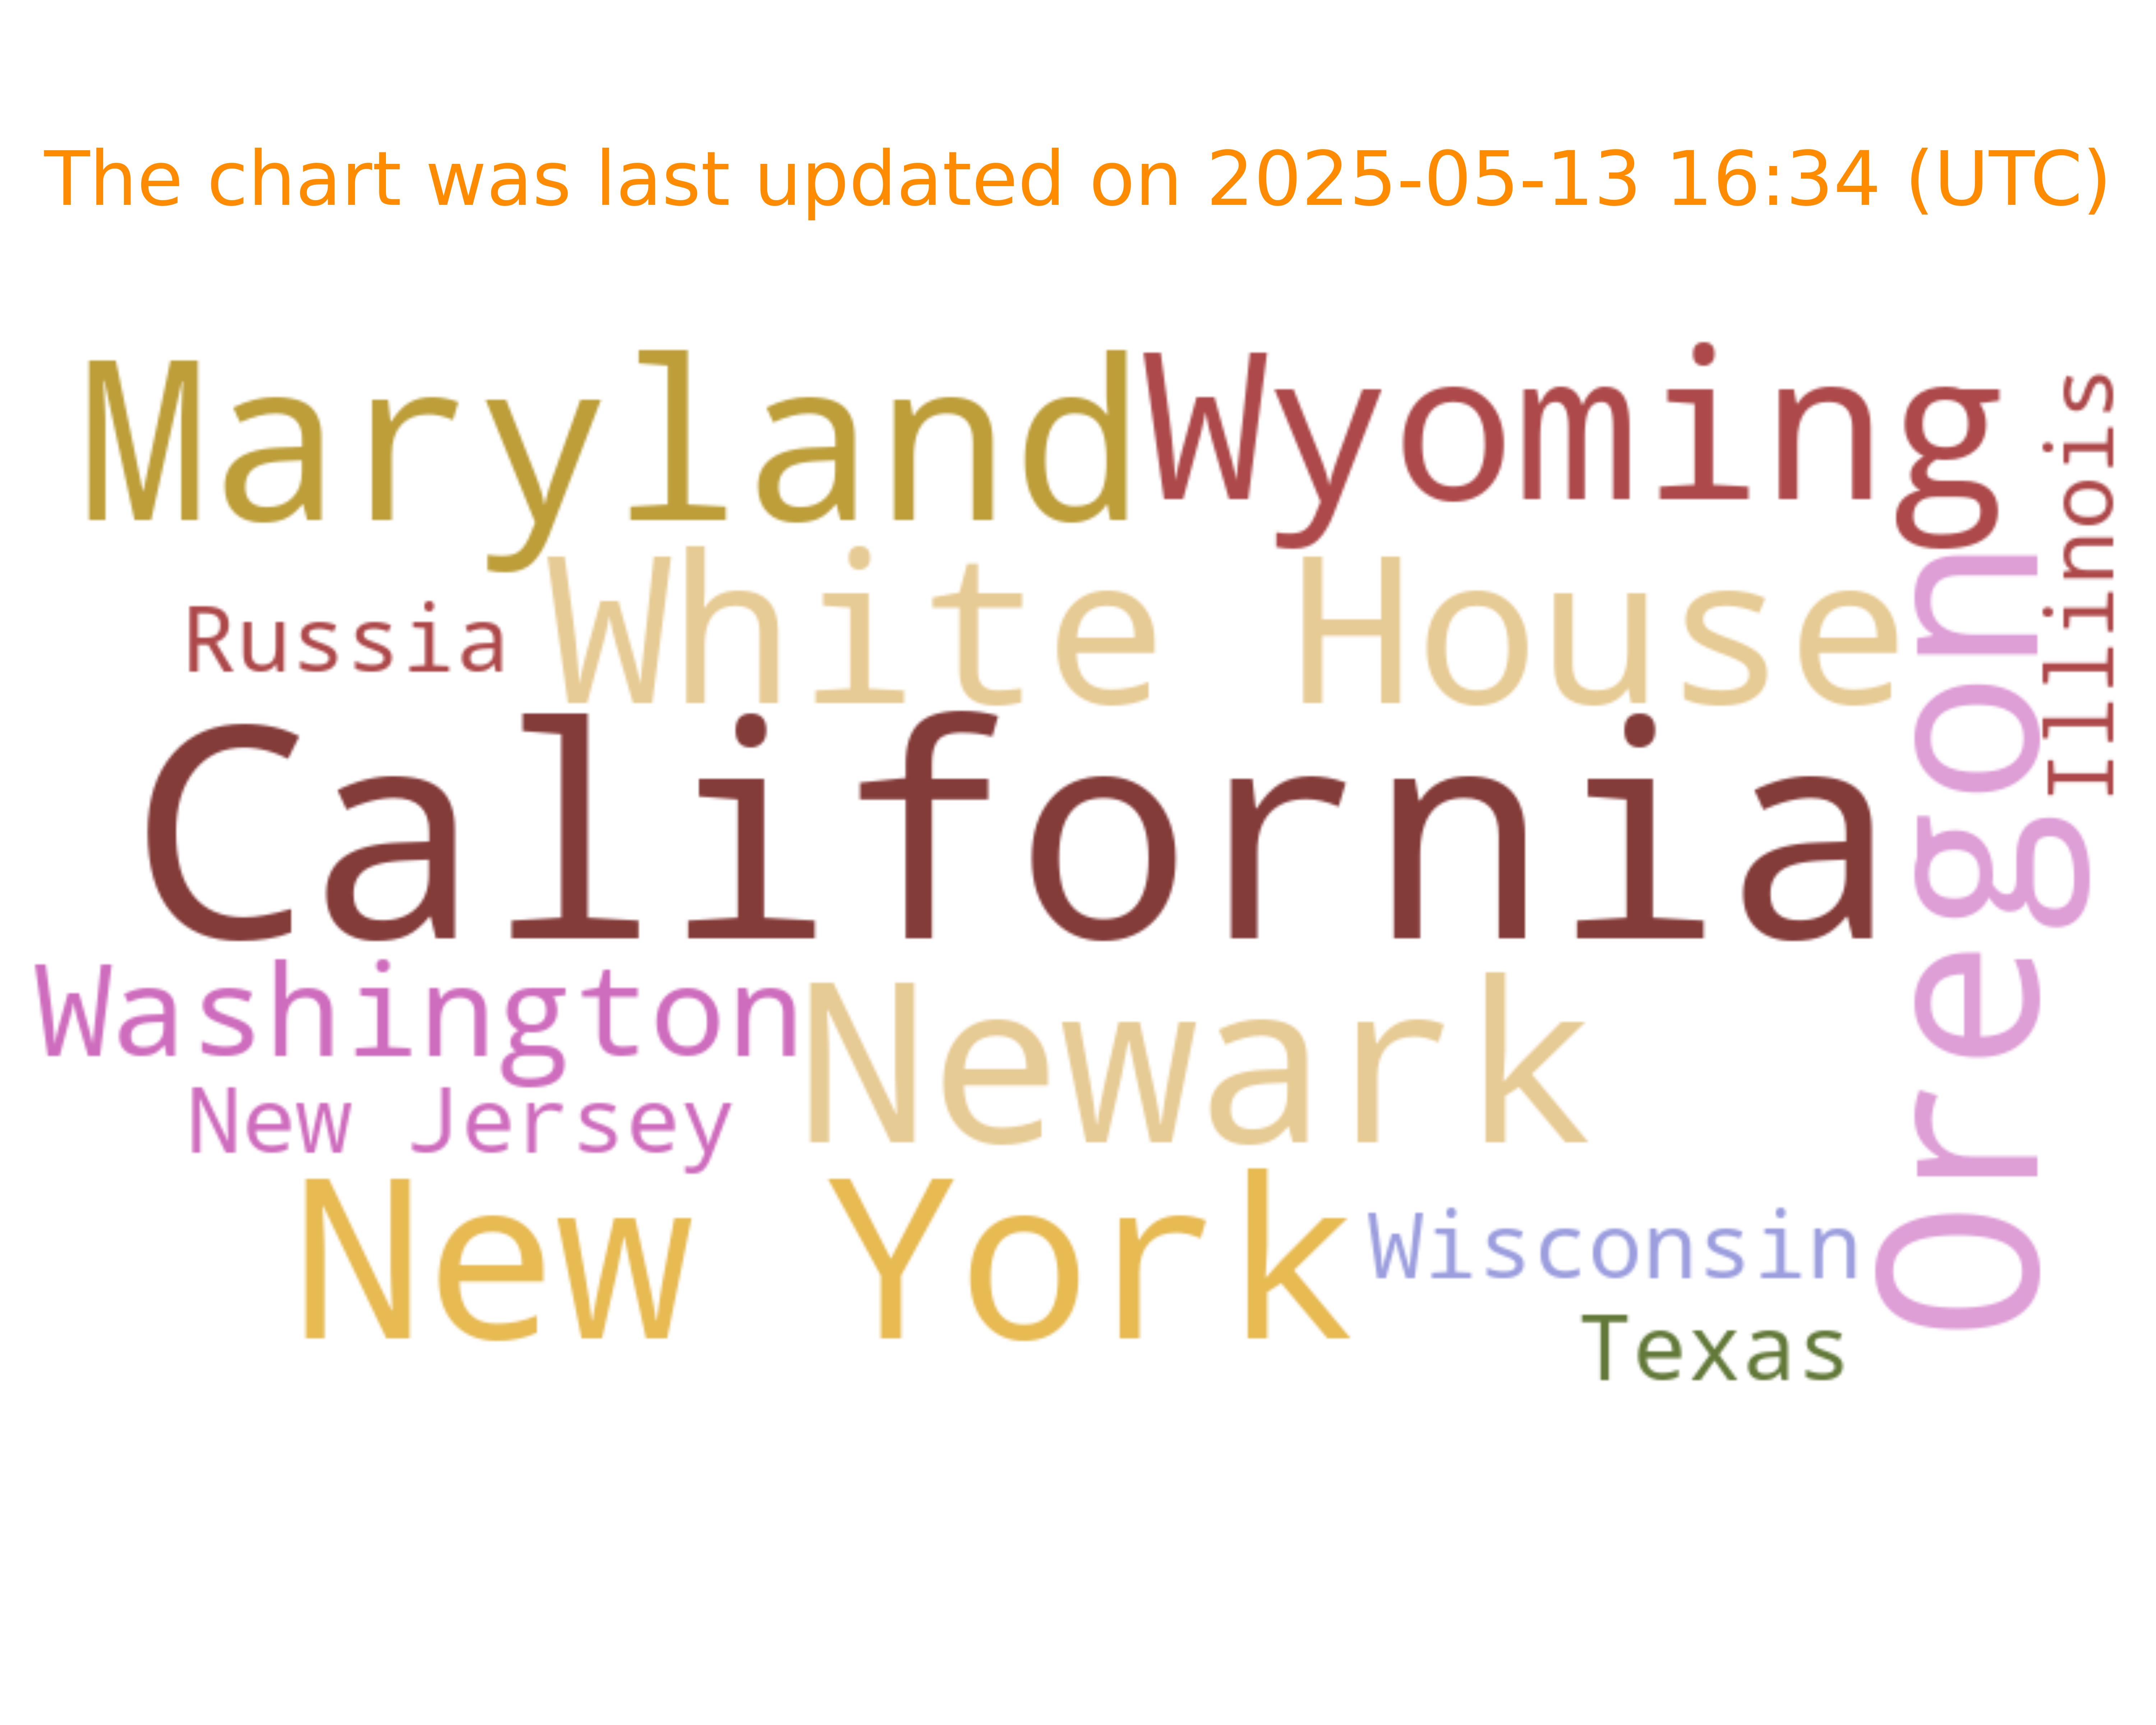 The chart was last updated on 2025-05-13 16:34 (UTC)
Maryland
Wyoming
Illinois
Russia
White House
Oregon
California
Washington
Newark
New Jersey
New York
Wisconsin
Texas